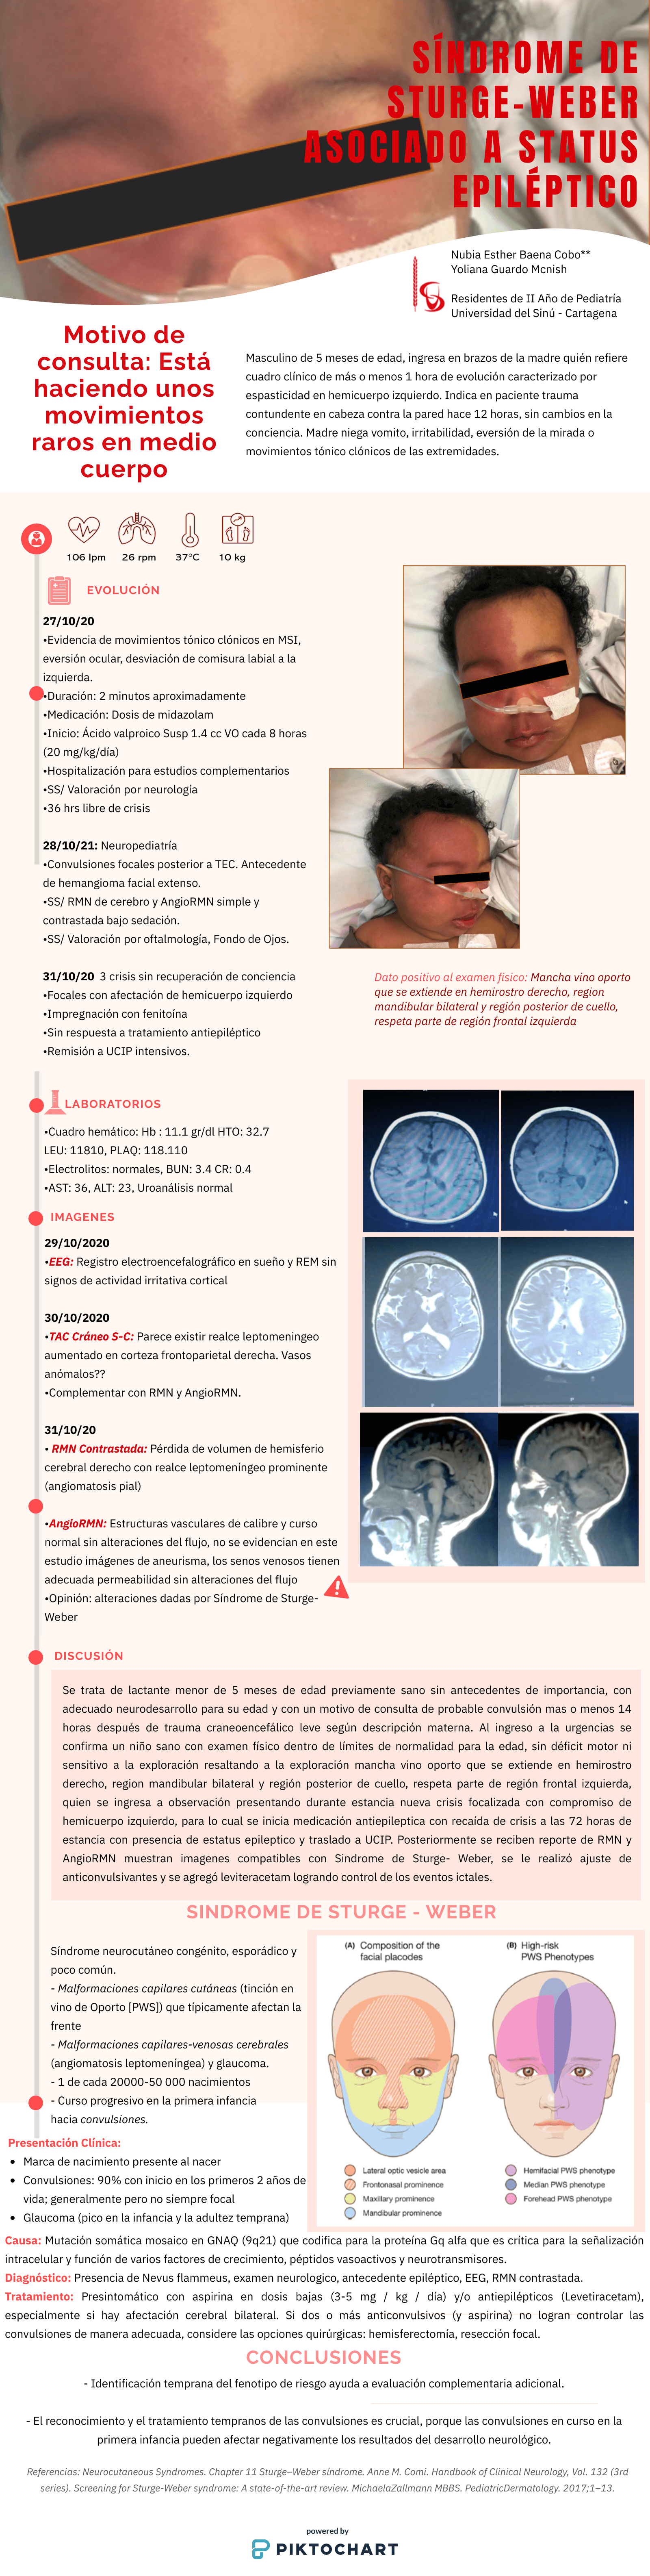 SÍNDROME DE
STURGE-WEBER
ASOCIADO A STATUS
EPILÉPTICO
Nubia Esther Baena Cobo**
Yoliana Guardo Mcnish
Residentes de II Año de Pediatría
Universidad del Sinú - Cartagena
Motivo de
consulta: Está
haciendo unos
movimientos
raros en medio
cuerpo
Masculino de 5 meses de edad, ingresa en brazos de la madre quién refiere
cuadro clínico de más o menos 1 hora de evolución caracterizado por
espasticidad en hemicuerpo izquierdo. Indica en paciente trauma
contundente en cabeza contra la pared hace 12 horas, sin cambios en la
conciencia. Madre niega vomito, irritabilidad, eversión de la mirada o
movimientos tónico clónicos de las extremidades.
106 lpm 26 rpm 37°C 10 kg
EVOLUCIÓN
27/10/20
•Evidencia de movimientos tónico clónicos en MSI,
eversión ocular, desviación de comisura labial a la
izquierda.
•Duración: 2 minutos aproximadamente
•Medicación: Dosis de midazolam
•Inicio: Ácido valproico Susp 1.4 cc VO cada 8 horas
(20 mg/kg/día)
•Hospitalización para estudios complementarios
•SS/ Valoración por neurología
•36 hrs libre de crisis
28/10/21: Neuropediatría
•Convulsiones focales posterior a TEC. Antecedente
de hemangioma facial extenso.
•SS/ RMN de cerebro y AngioRMN simple y
contrastada bajo sedación.
•SS/ Valoración por oftalmología, Fondo de Ojos.
31/10/20 3 crisis sin recuperación de conciencia
•Focales con afectación de hemicuerpo izquierdo
•Impregnación con fenitoína
•Sin respuesta a tratamiento antiepiléptico
•Remisión a UCIP intensivos.
Dato positivo al examen físico: Mancha vino oporto
que se extiende en hemirostro derecho, region
mandibular bilateral y región posterior de cuello,
respeta parte de región frontal izquierda
LABORATORIOS
•Cuadro hemático: Hb : 11.1 gr/dl HTO: 32.7
LEU: 11810, PLAQ: 118.110
•Electrolitos: normales, BUN: 3.4 CR: 0.4
•AST: 36, ALT: 23, Uroanálisis normal
IMAGENES
29/10/2020
•EEG: Registro electroencefalográfico en sueño y REM sin
signos de actividad irritativa cortical
30/10/2020
•TAC Cráneo S-C: Parece existir realce leptomeningeo
aumentado en corteza frontoparietal derecha. Vasos
anómalos??
•Complementar con RMN y AngioRMN.
31/10/20
• RMN Contrastada: Pérdida de volumen de hemisferio
cerebral derecho con realce leptomeníngeo prominente
(angiomatosis pial)
•AngioRMN: Estructuras vasculares de calibre y curso
normal sin alteraciones del flujo, no se evidencian en este
estudio imágenes de aneurisma, los senos venosos tienen
adecuada permeabilidad sin alteraciones del flujo
•Opinión: alteraciones dadas por Síndrome de Sturge-
Weber
DISCUSIÓN
Se trata de lactante menor de 5 meses de edad previamente sano sin antecedentes de importancia, con
adecuado neurodesarrollo para su edad y con un motivo de consulta de probable convulsión mas o menos 14
horas después de trauma craneoencefálico leve según descripción materna. Al ingreso a la urgencias se
confirma un niño sano con examen físico dentro de límites de normalidad para la edad, sin déficit motor ni
sensitivo a la exploración resaltando a la exploración mancha vino oporto que se extiende en hemirostro
derecho, region mandibular bilateral y región posterior de cuello, respeta parte de región frontal izquierda,
quien se ingresa a observación presentando durante estancia nueva crisis focalizada con compromiso de
hemicuerpo izquierdo, para lo cual se inicia medicación antiepileptica con recaída de crisis a las 72 horas de
estancia con presencia de estatus epileptico y traslado a UCIP. Posteriormente se reciben reporte de RMN y
AngioRMN muestran imagenes compatibles con Sindrome de Sturge- Weber, se le realizó ajuste de
anticonvulsivantes y se agregó leviteracetam logrando control de los eventos ictales.
SINDROME DE STURGE - WEBER
Síndrome neurocutáneo congénito, esporádico y
poco común.
- Malformaciones capilares cutáneas (tinción en
vino de Oporto [PWS]) que típicamente afectan la
frente
- Malformaciones capilares-venosas cerebrales
(angiomatosis leptomeníngea) y glaucoma.
- 1 de cada 20000-50 000 nacimientos
- Curso progresivo en la primera infancia
hacia convulsiones.
(A) Composition of the
facial placodes
(B) High-risk
PWS Phenotypes
Lateral optic vesicle area
Frontonasal prominence
Maxillary prominence
Mandibular prominence
Hemifacial PWS phenotype
Median PWS phenotype
Forehead PWS phenotype
Presentación Clínica:
• Marca de nacimiento presente al nacer
• Convulsiones: 90% con inicio en los primeros 2 años de
vida; generalmente pero no siempre focal
• Glaucoma (pico en la infancia y la adultez temprana)
Causa: Mutación somática mosaico en GNAQ (9q21) que codifica para la proteína Gq alfa que es crítica para la señalización
intracelular y función de varios factores de crecimiento, péptidos vasoactivos y neurotransmisores.
Diagnóstico: Presencia de Nevus flammeus, examen neurologico, antecedente epiléptico, EEG, RMN contrastada.
Tratamiento: Presintomático con aspirina en dosis bajas (3-5 mg / kg / día) y/o antiepilépticos (Levetiracetam),
especialmente si hay afectación cerebral bilateral. Si dos o más anticonvulsivos (y aspirina) no logran controlar las
convulsiones de manera adecuada, considere las opciones quirúrgicas: hemisferectomía, resección focal.
CONCLUSIONES
- Identificación temprana del fenotipo de riesgo ayuda a evaluación complementaria adicional.
- El reconocimiento y el tratamiento tempranos de las convulsiones es crucial, porque las convulsiones en curso en la
primera infancia pueden afectar negativamente los resultados del desarrollo neurológico.
Referencias: Neurocutaneous Syndromes. Chapter 11 Sturge–Weber síndrome. Anne M. Comi. Handbook of Clinical Neurology, Vol. 132 (3rd
series). Screening for Sturge-Weber syndrome: A state-of-the-art review. MichaelaZallmann MBBS. PediatricDermatology. 2017;1–13.
powered by
PIKTOCHART